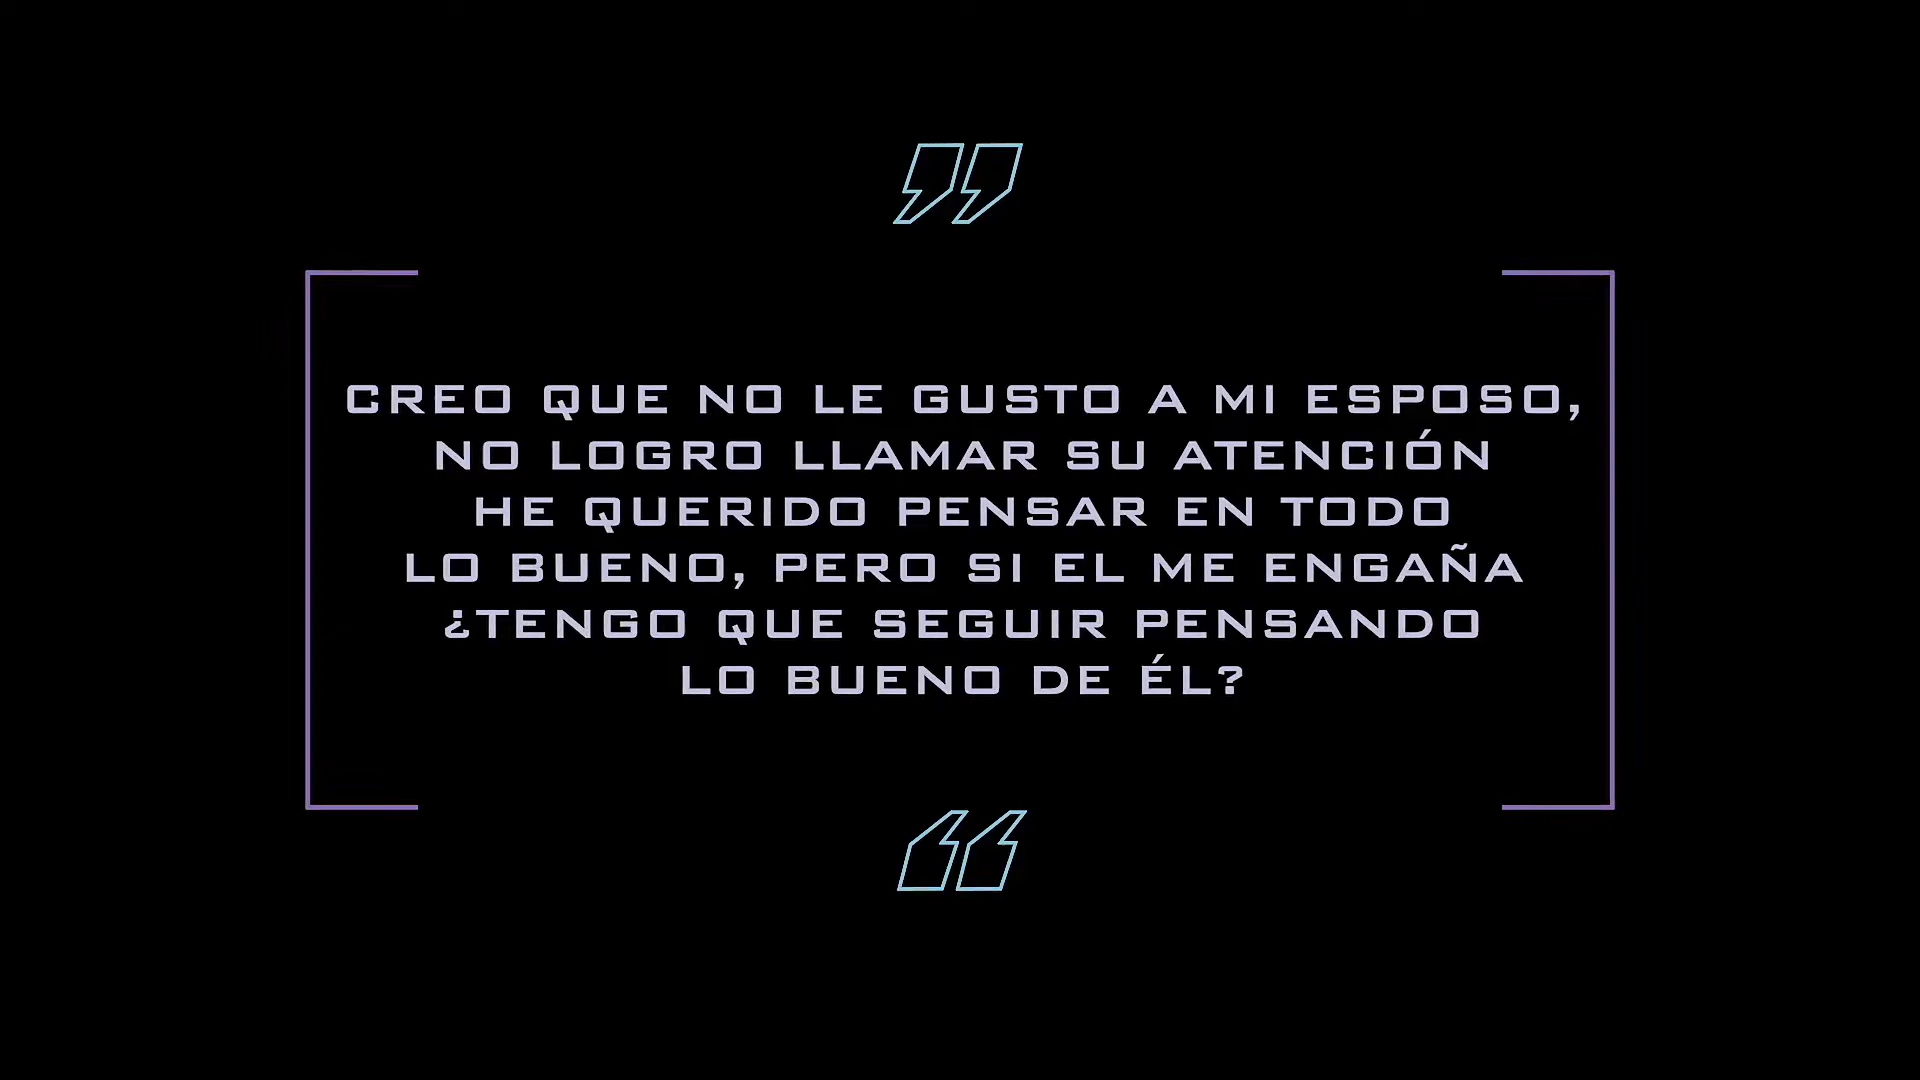 CREO QUE NO LE GUSTO A MI ESPOSO,
NO LOGRO LLAMAR SU ATENCIÓN
HE QUERIDO PENSAR EN TODO
LO BUENO, PERO SI EL ME ENGAÑA
¿TENGO QUE SEGUIR PENSANDO
LO BUENO DE ÉL?